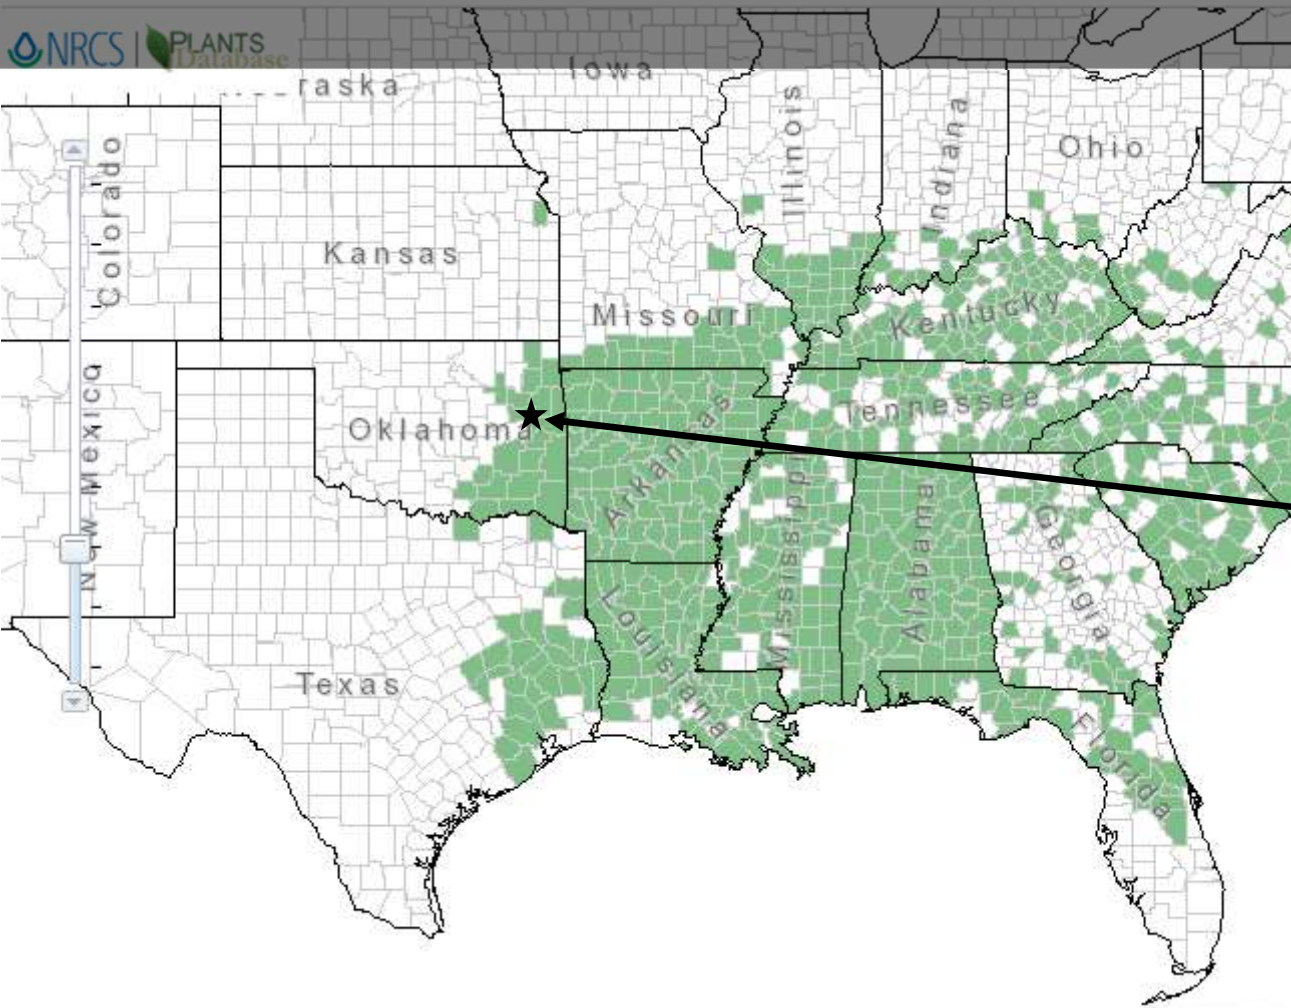 NRCS | PLANTS
Database
raska
Iowa
Illinois
Indiana
Ohio
Colorado
Kansas
Missouri
Kentucky
New Mexico
Oklahoma
Arkansas
Tennessee
Mississippi
Alabama
Georgia
Louisiana
Texas
Florida